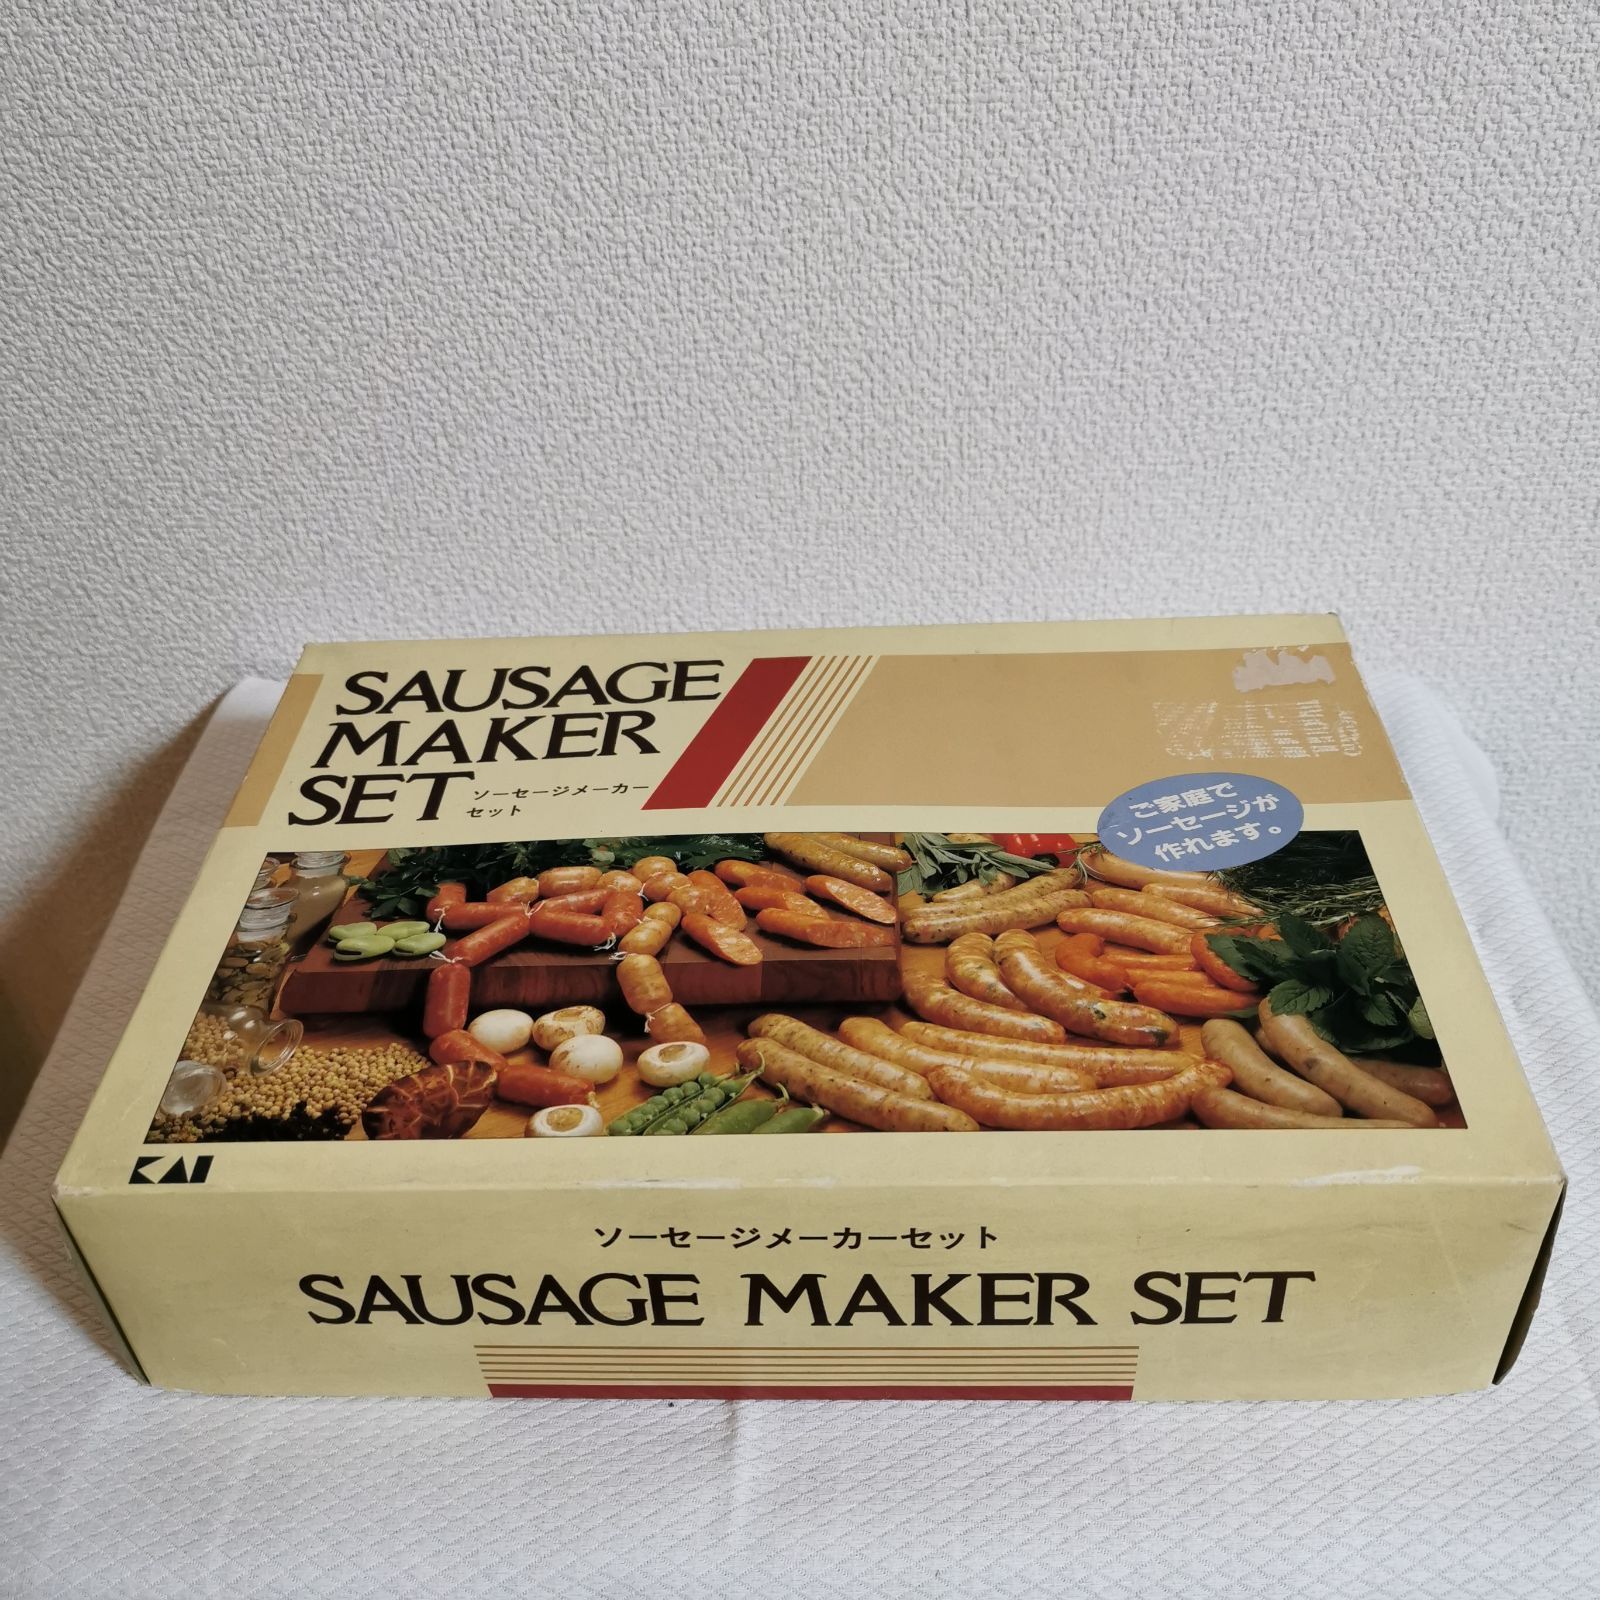 SAUSAGE
MAKER
SET
ソーセージメーカー
セット
ご家庭で
ソーセージが
作れます。
KAI
ソーセージメーカーセット
SAUSAGE MAKER SET